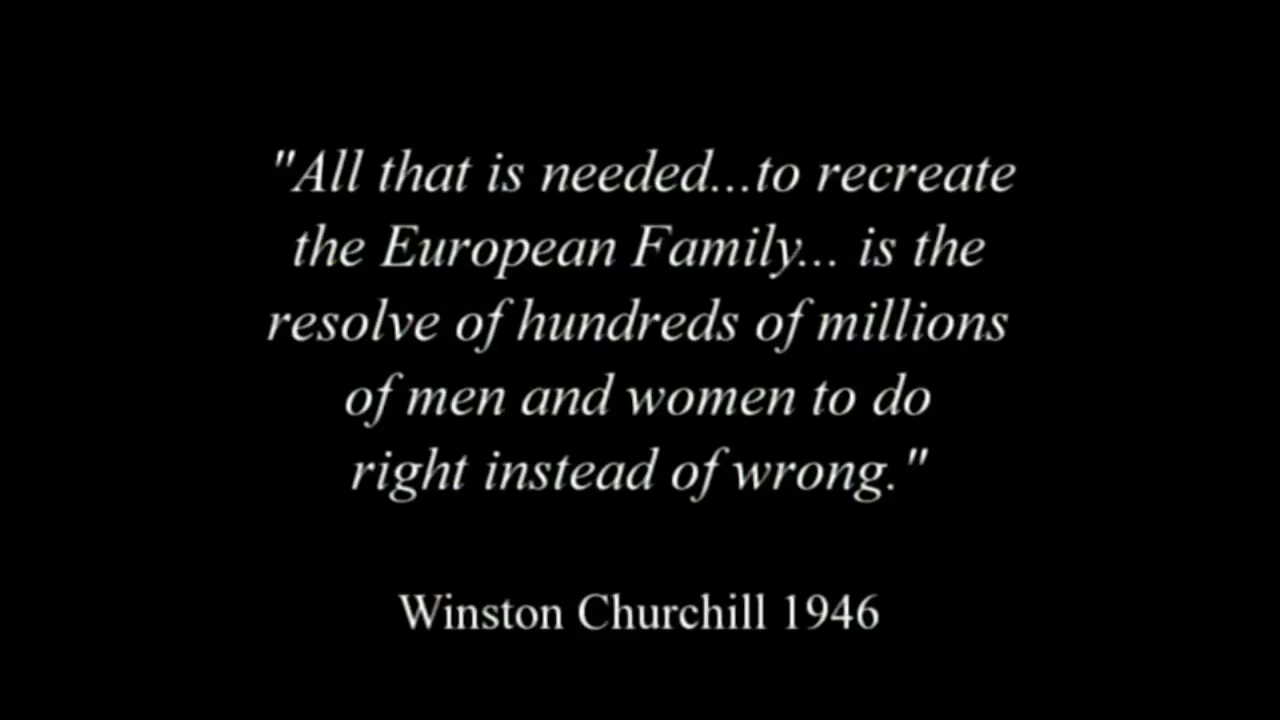 "All that is needed...to recreate
the European Family... is the
resolve of hundreds of millions
of men and women to do
right instead of wrong."
Winston Churchill 1946